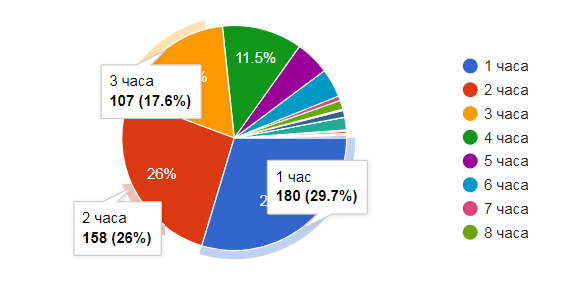 11.5%
3 часа
107 (17.6%)
%
26%
1 час
180 (29.7%)
2
2 часа
158 (26%)
1 часа
2 часа
3 часа
4 часа
5 часа
6 часа
7 часа
8 часа